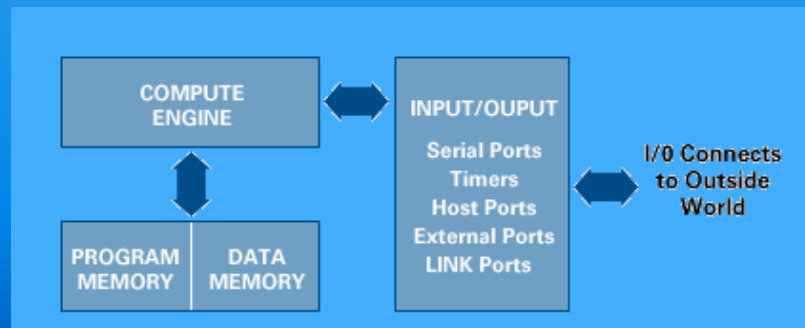 COMPUTE
ENGINE
PROGRAM
MEMORY
DATA
MEMORY
INPUT/OUPUT
Serial Ports
Timers
Host Ports
External Ports
LINK Ports
I/0 Connects
to Outside
World